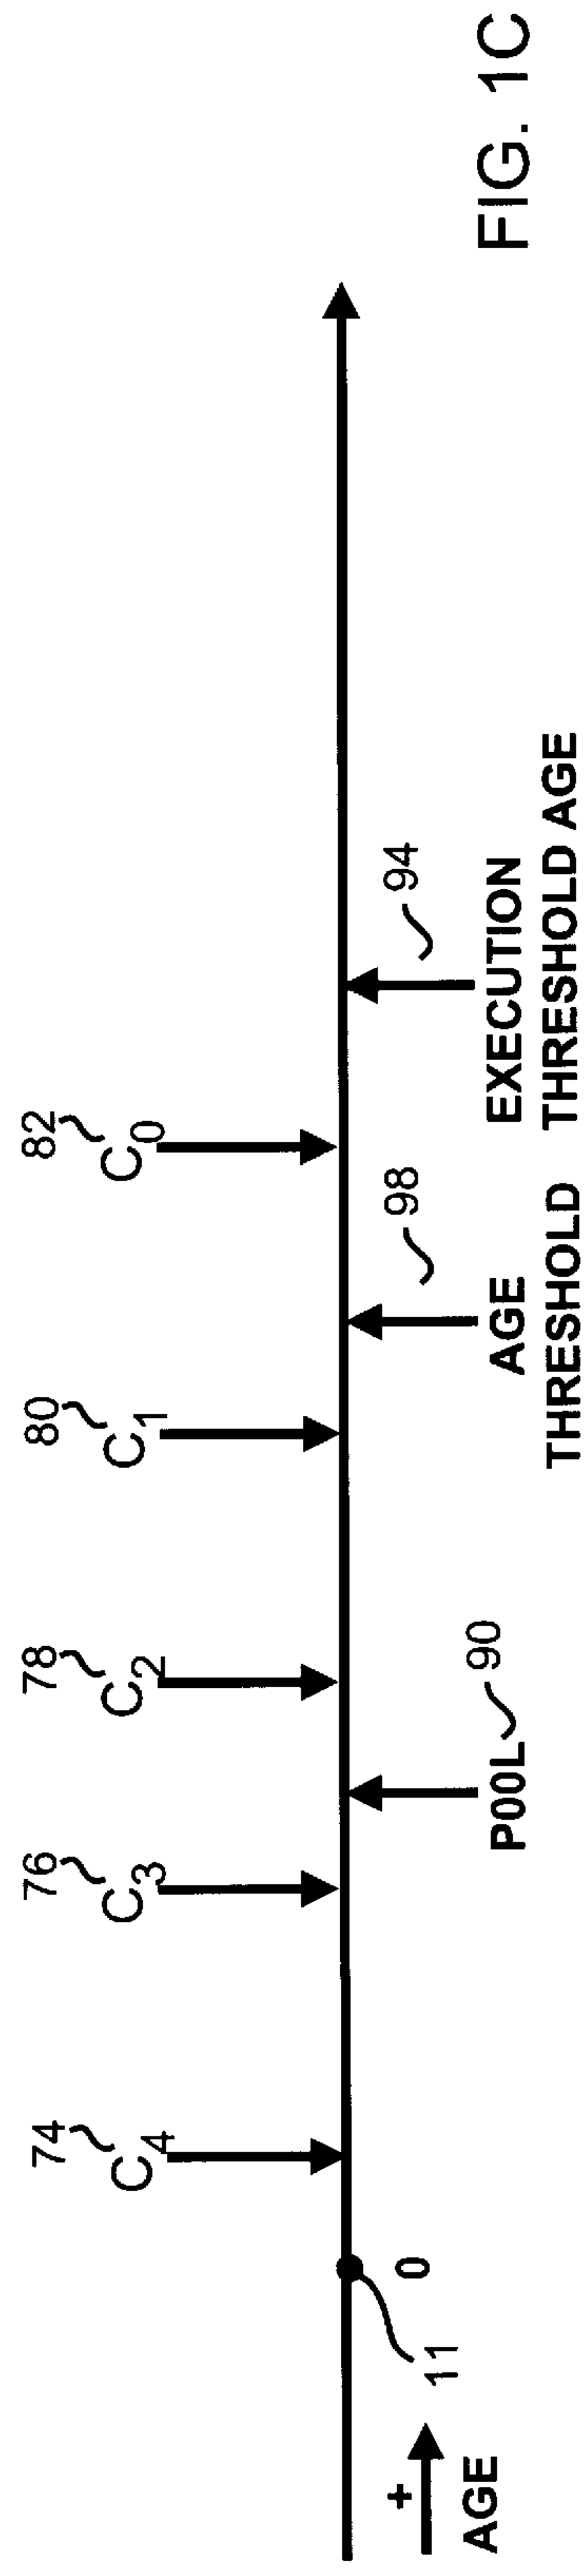 74 76 78 80 82
C4 C3 C2 C1 C0
+
AGE
11
0
P00L 90
98
AGE
THRESHOLD
94
EXECUTION
THRESHOLD AGE
FIG. 1C